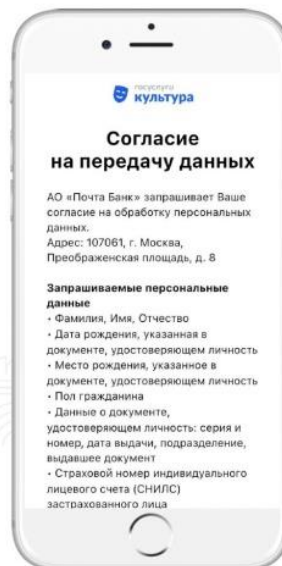 госуслуги
культура
Согласие
на передачу данных
АО «Почта Банк» запрашивает Ваше
согласие на обработку персональных
данных.
Адрес: 107061, г. Москва,
Преображенская площадь, д. 8
Запрашиваемые персональные
данные
• Фамилия, Имя, Отчество
• Дата рождения, указанная в
документе, удостоверяющем личность
• Место рождения, указанное в
документе, удостоверяющем личность
• Пол гражданина
• Данные о документе,
удостоверяющем личность: серия и
номер, дата выдачи, подразделение,
выдавшее документ
• Страховой номер индивидуального
лицевого счета (СНИЛС)
застрахованного лица